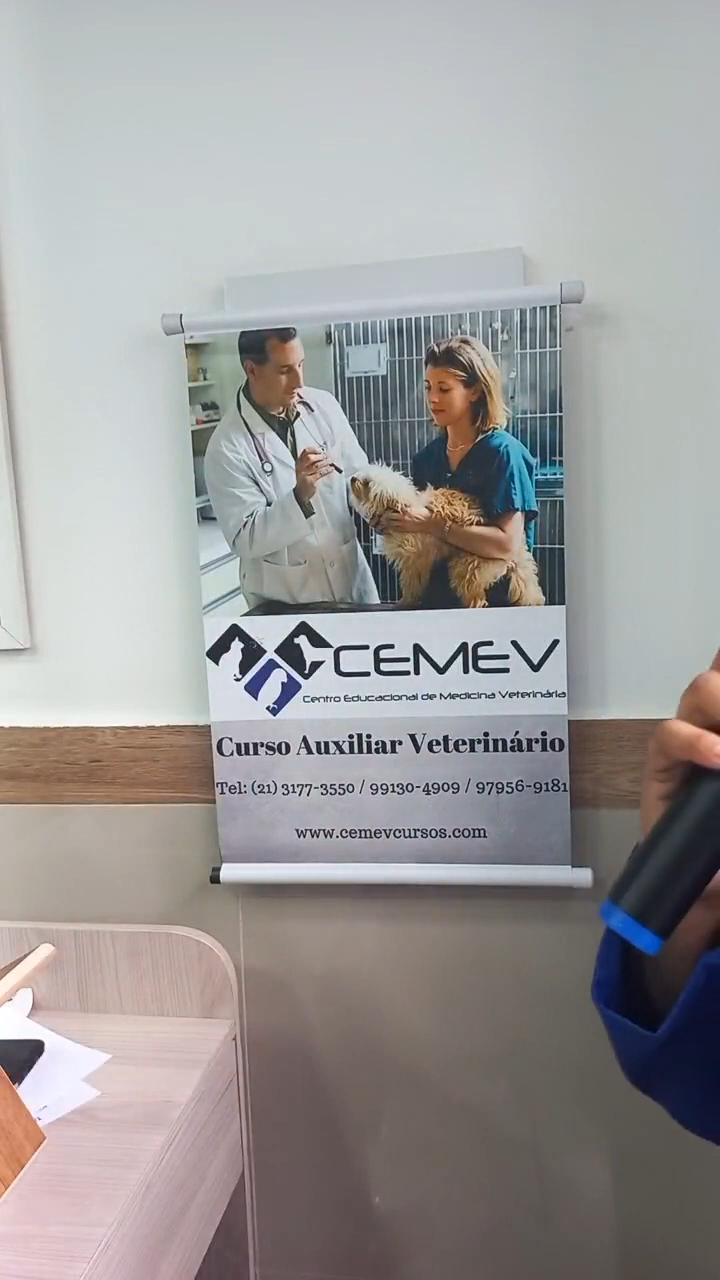 CEMEV
Centro Educacional de Medicina Veterinária
Curso Auxiliar Veterinário
Tel: (21) 3177-3550 / 99130-4909 / 97956-9181
www.cemevcursos.com